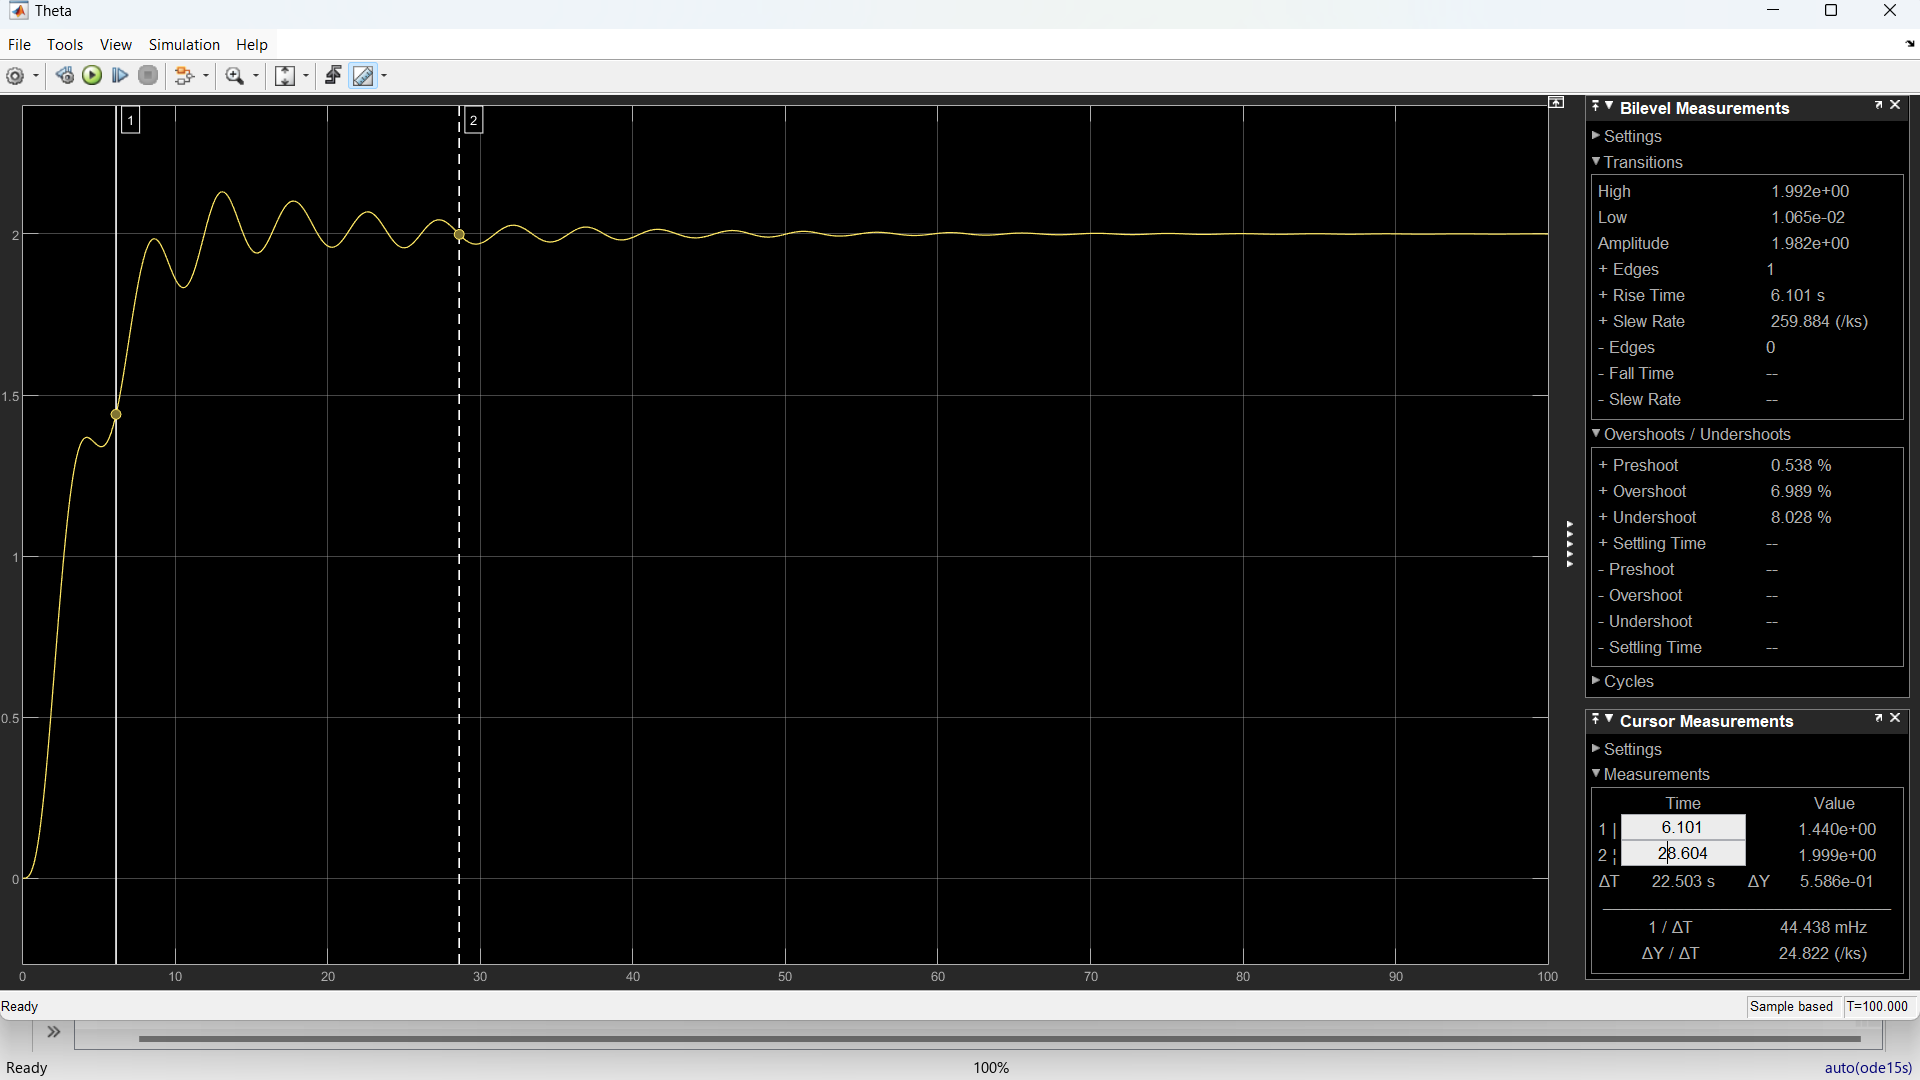 Theta
File Tools View Simulation Help
1
2
2
1.5
1
0.5
0
0 10 20 30 40 50 60 70 80 90 100
Bilevel Measurements
Settings
Transitions
High 1.992e+00
Low 1.065e-02
Amplitude 1.982e+00
+ Edges 1
+ Rise Time 6.101 s
+ Slew Rate 259.884 (/ks)
- Edges 0
- Fall Time --
- Slew Rate --
Overshoots / Undershoots
+ Preshoot 0.538 %
+ Overshoot 6.989 %
+ Undershoot 8.028 %
+ Settling Time --
- Preshoot --
- Overshoot --
- Undershoot --
- Settling Time --
Cycles
Cursor Measurements
Settings
Measurements
Time Value
1 | 6.101 1.440e+00
2 ¦ 28.604 1.999e+00
ΔT 22.503 s ΔY 5.586e-01
1 / ΔT 44.438 mHz
ΔY / ΔT 24.822 (/ks)
Ready Sample based T=100.000
Ready 100% auto(ode15s)